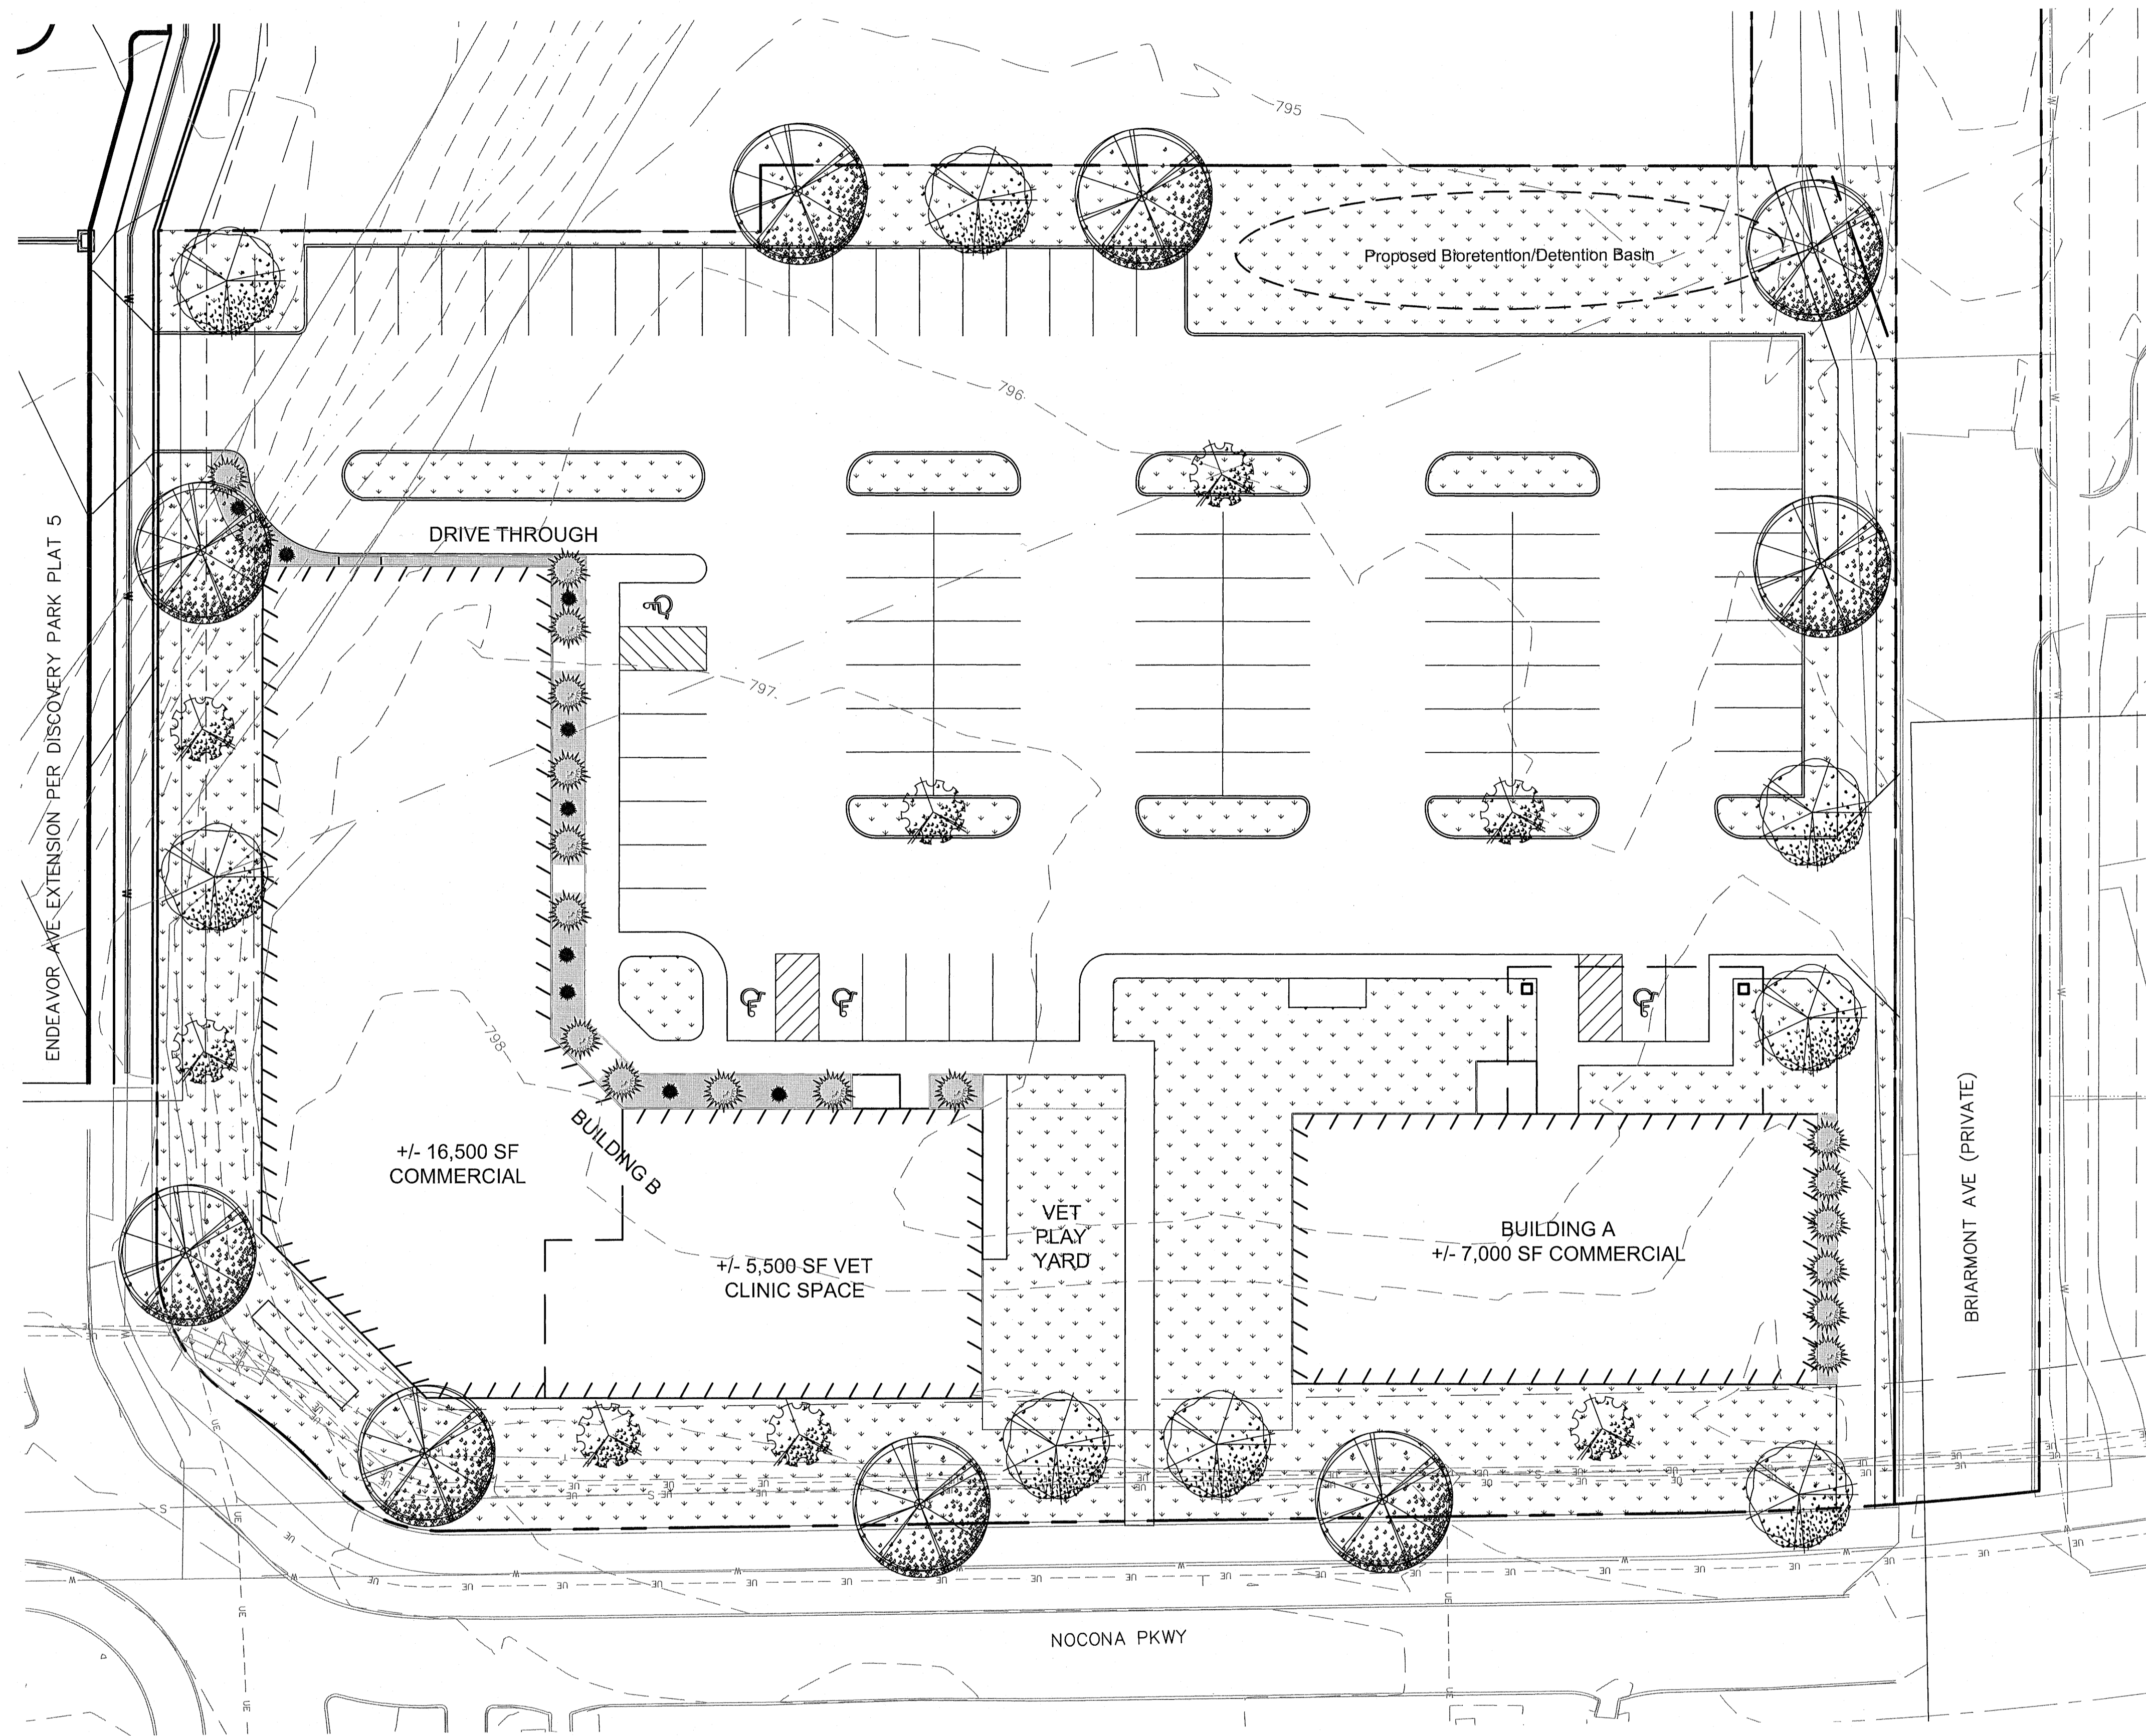 795
Proposed Bioretention/Detention Basin
796
DRIVE THROUGH
797
ENDEAVOR AVE EXTENSION PER DISCOVERY PARK PLAT 5
798
BUILDING B
+/- 16,500 SF
COMMERCIAL
VET
PLAY
YARD
BUILDING A
+/- 7,000 SF COMMERCIAL
+/- 5,500 SF VET
CLINIC SPACE
BRIARMONT AVE (PRIVATE)
NOCONA PKWY